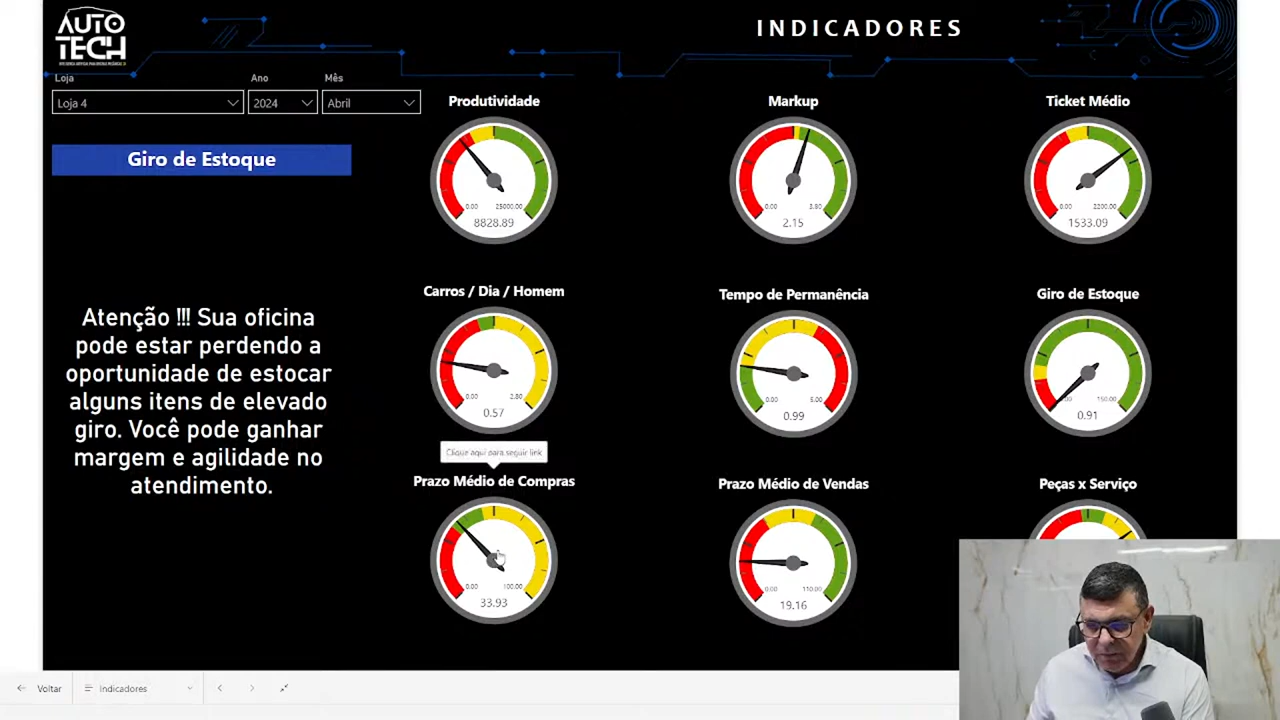 AUTO
TECH
INDICADORES
Loja
Ano
Mês
Loja 4
2024
Abril
Giro de Estoque
Produtividade
Markup
Ticket Médio
0.00
25000.00
8828.89
0.00
2.15
0.00
2200.00
1533.09
Atenção !!! Sua oficina
pode estar perdendo a
oportunidade de estocar
alguns itens de elevado
giro. Você pode ganhar
margem e agilidade no
atendimento.
Carros / Dia / Homem
Tempo de Permanência
Giro de Estoque
0.00
2.80
0.57
0.00
0.99
0.00
150.00
0.91
Clique aqui para seguir link
Prazo Médio de Compras
Prazo Médio de Vendas
Peças x Serviço
0.00
100.00
33.93
0.00
110.00
19.16
Voltar
Indicadores